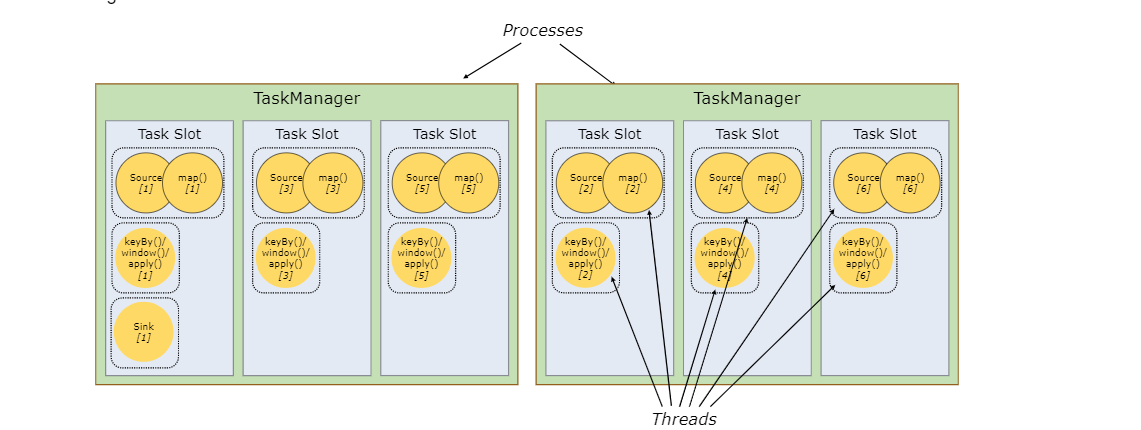 g
Processes
TaskManager
TaskManager
Task Slot
Task Slot
Task Slot
Task Slot
Task Slot
Task Slot
Source
[1]
map()
[1]
Source
[3]
map()
[3]
Source
[5]
map()
[5]
Source
[2]
map()
[2]
Source
[4]
map()
[4]
Source
[6]
map()
[6]
keyBy()/
window()/
apply()
[1]
keyBy()/
window()/
apply()
[3]
keyBy()/
window()/
apply()
[5]
keyBy()/
window()/
apply()
[2]
keyBy()/
window()/
apply()
[4]
keyBy()/
window()/
apply()
[6]
Sink
[1]
Threads